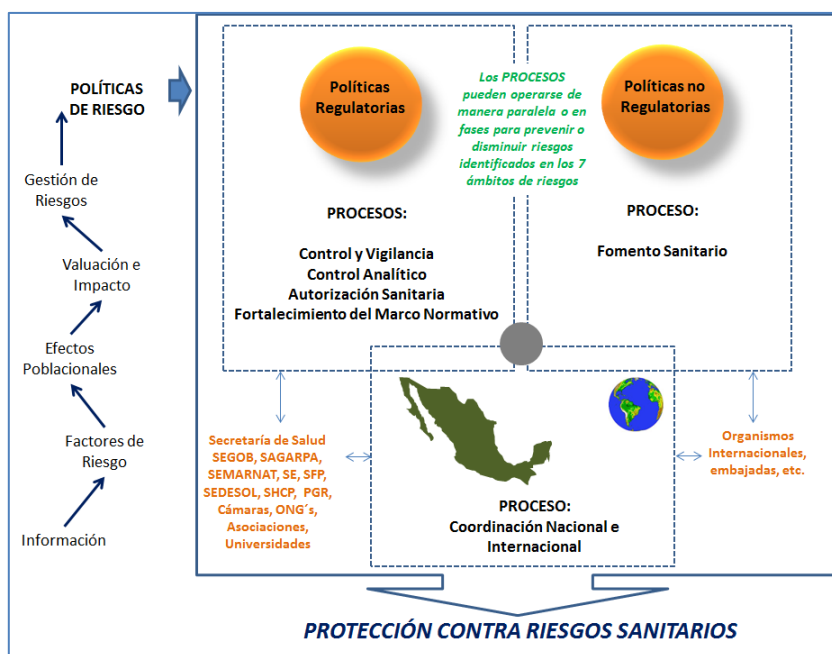 POLÍTICAS
DE RIESGO
Gestión de
Riesgos
Valuación e
Impacto
Efectos
Poblacionales
Factores de
Riesgo
Información
Políticas
Regulatorias
Los PROCESOS
pueden operarse de
manera paralela o en
fases para prevenir o
disminuir riesgos
identificados en los 7
ámbitos de riesgos
Políticas no
Regulatorias
PROCESOS:
Control y Vigilancia
Control Analítico
Autorización Sanitaria
Fortalecimiento del Marco Normativo
PROCESO:
Fomento Sanitario
Secretaría de Salud
SEGOB, SAGARPA,
SEMARNAT, SE, SFP,
SEDESOL, SHCP, PGR,
Cámaras, ONG´s,
Asociaciones,
Universidades
PROCESO:
Coordinación Nacional e
Internacional
Organismos
Internacionales,
embajadas, etc.
PROTECCIÓN CONTRA RIESGOS SANITARIOS